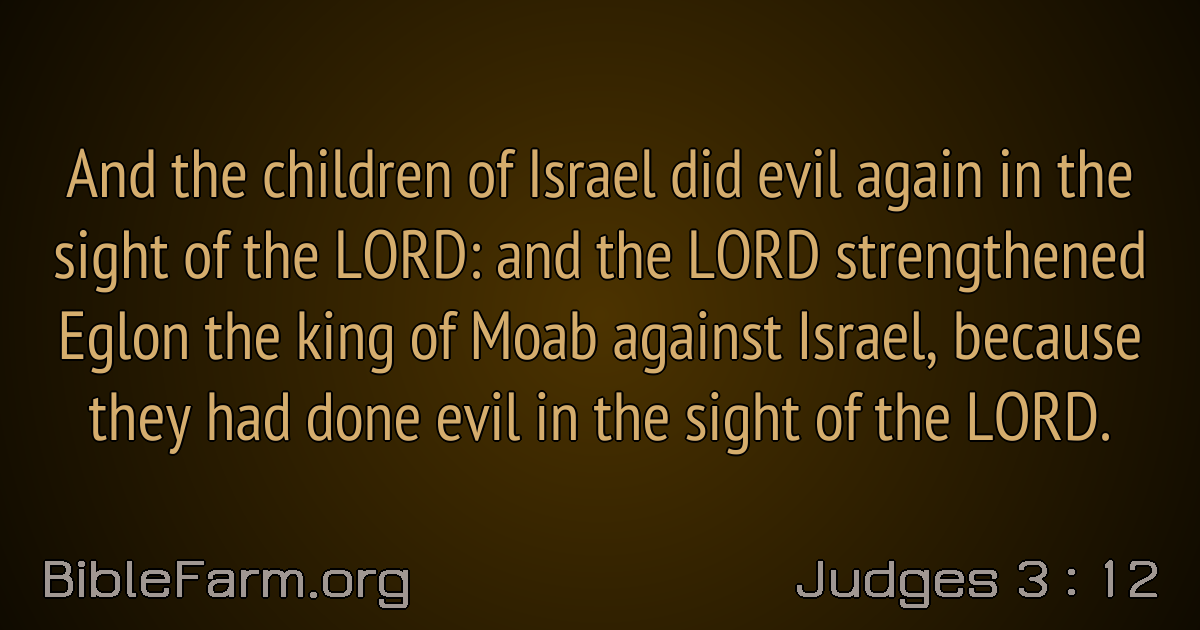 And the children of Israel did evil again in the
sight of the LORD: and the LORD strengthened
Eglon the king of Moab against Israel, because
they had done evil in the sight of the LORD.
BibleFarm.org
Judges 3 : 12